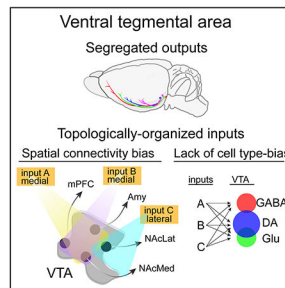 Ventral tegmental area
Segregated outputs
Topologically-organized inputs
Spatial connectivity bias
Lack of cell type-bias
input A
medial
mPFC
input B
medial
Amy
input C
lateral
NAcLat
NAcMed
VTA
inputs
VTA
A
B
C
GABA
DA
Glu